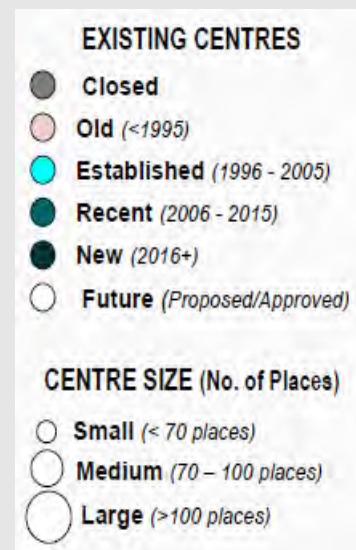 EXISTING CENTRES
Closed
Old (<1995)
Established (1996 - 2005)
Recent (2006 - 2015)
New (2016+)
Future (Proposed/Approved)
CENTRE SIZE (No. of Places)
Small (< 70 places)
Medium (70 – 100 places)
Large (>100 places)